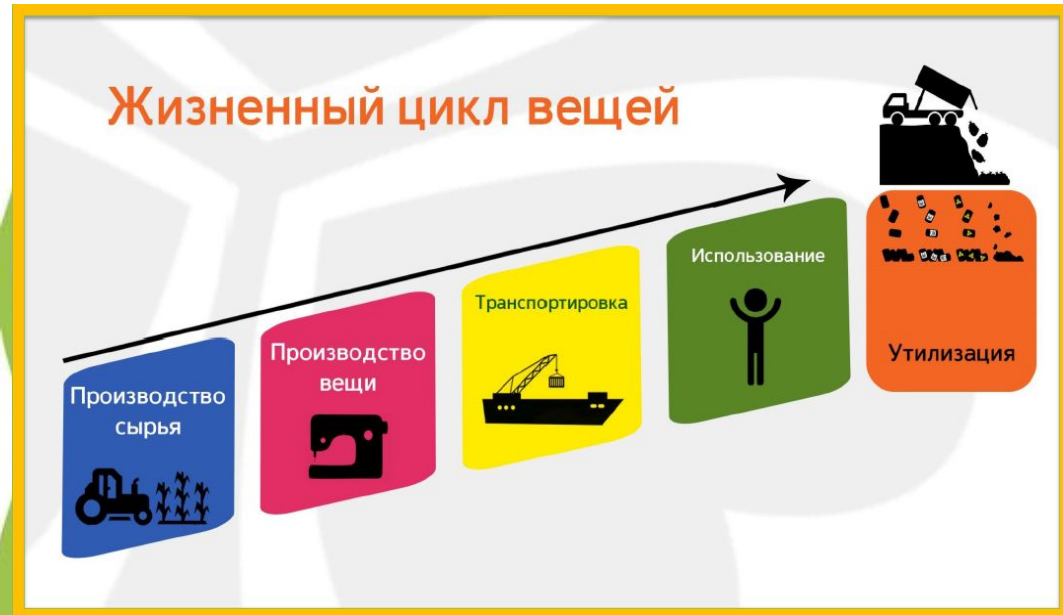 Жизненный цикл вещей
Производство
сырья
Производство
вещи
Транспортировка
Использование
Утилизация